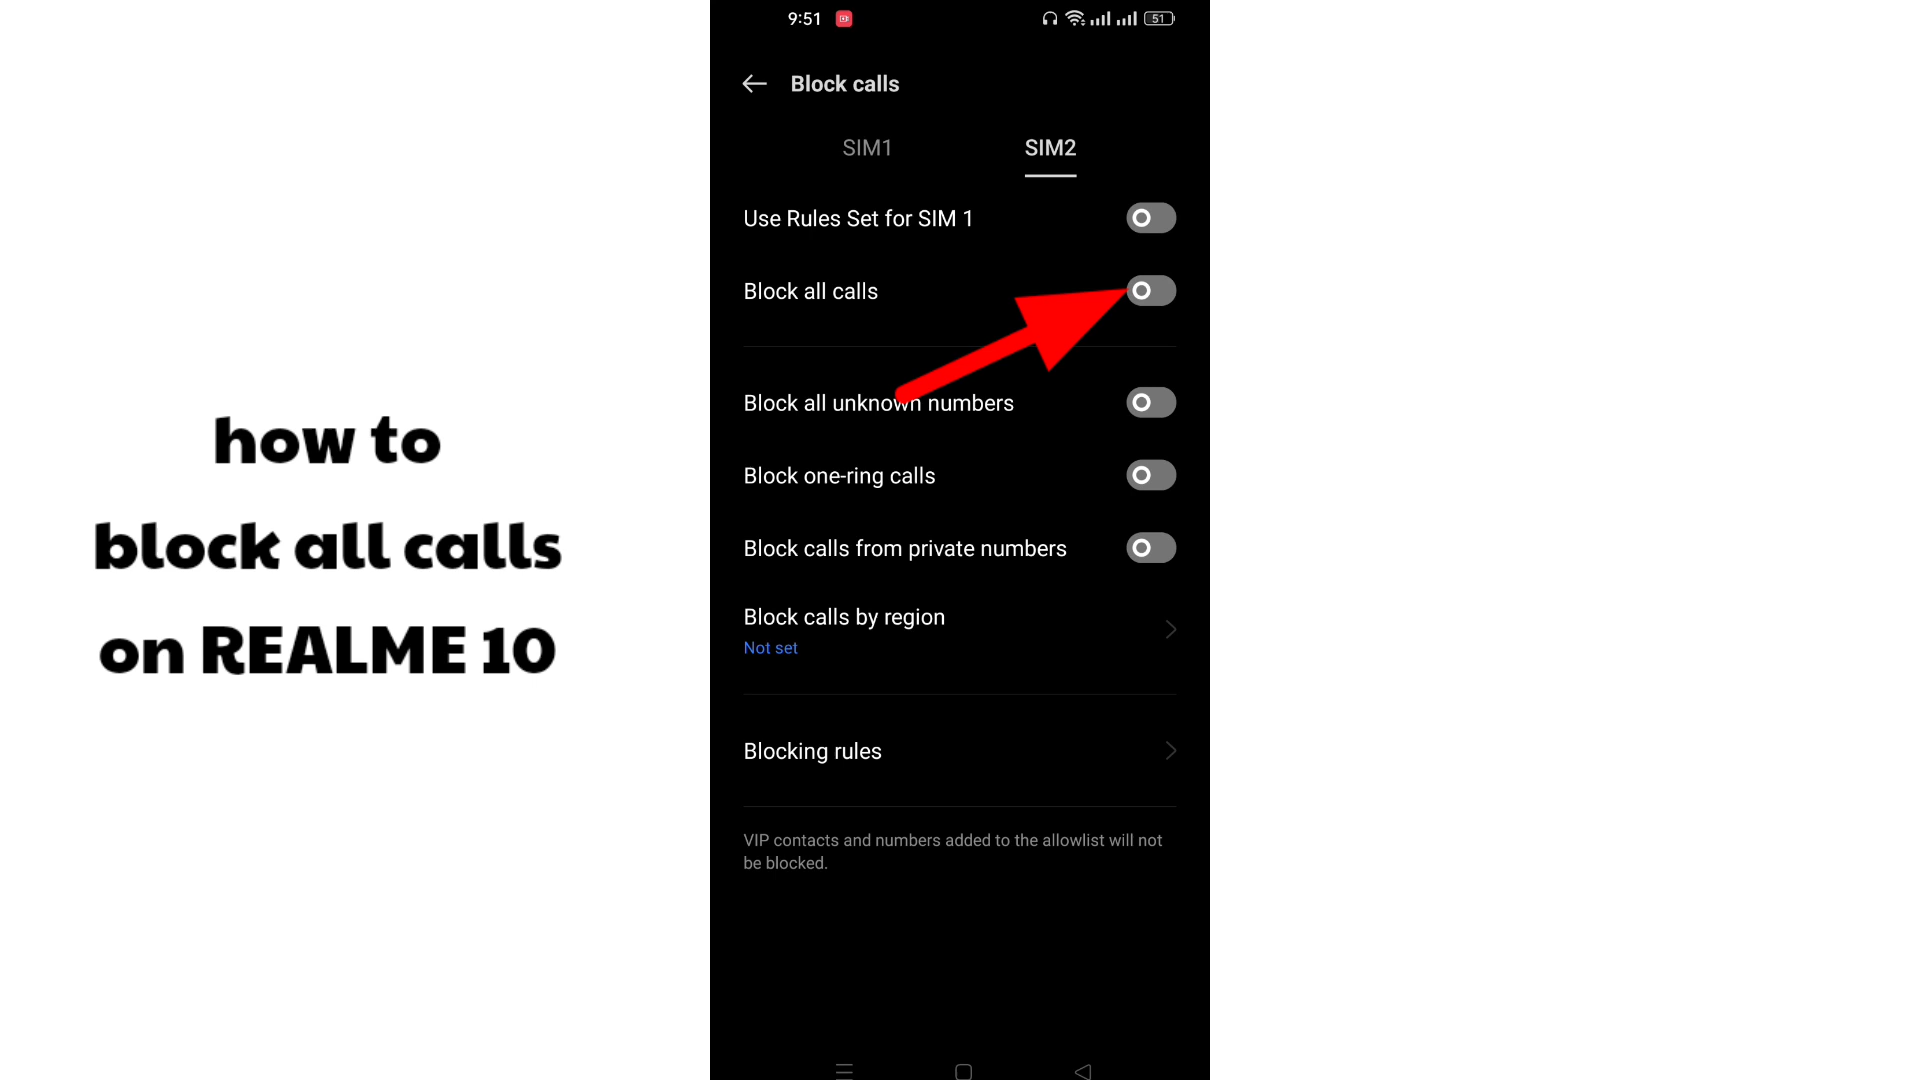 how to
block all calls
on REALME 10
9:51
51
Block calls
SIM1 SIM2
Use Rules Set for SIM 1
Block all calls
Block all unknown numbers
Block one-ring calls
Block calls from private numbers
Block calls by region
Not set
Blocking rules
VIP contacts and numbers added to the allowlist will not
be blocked.